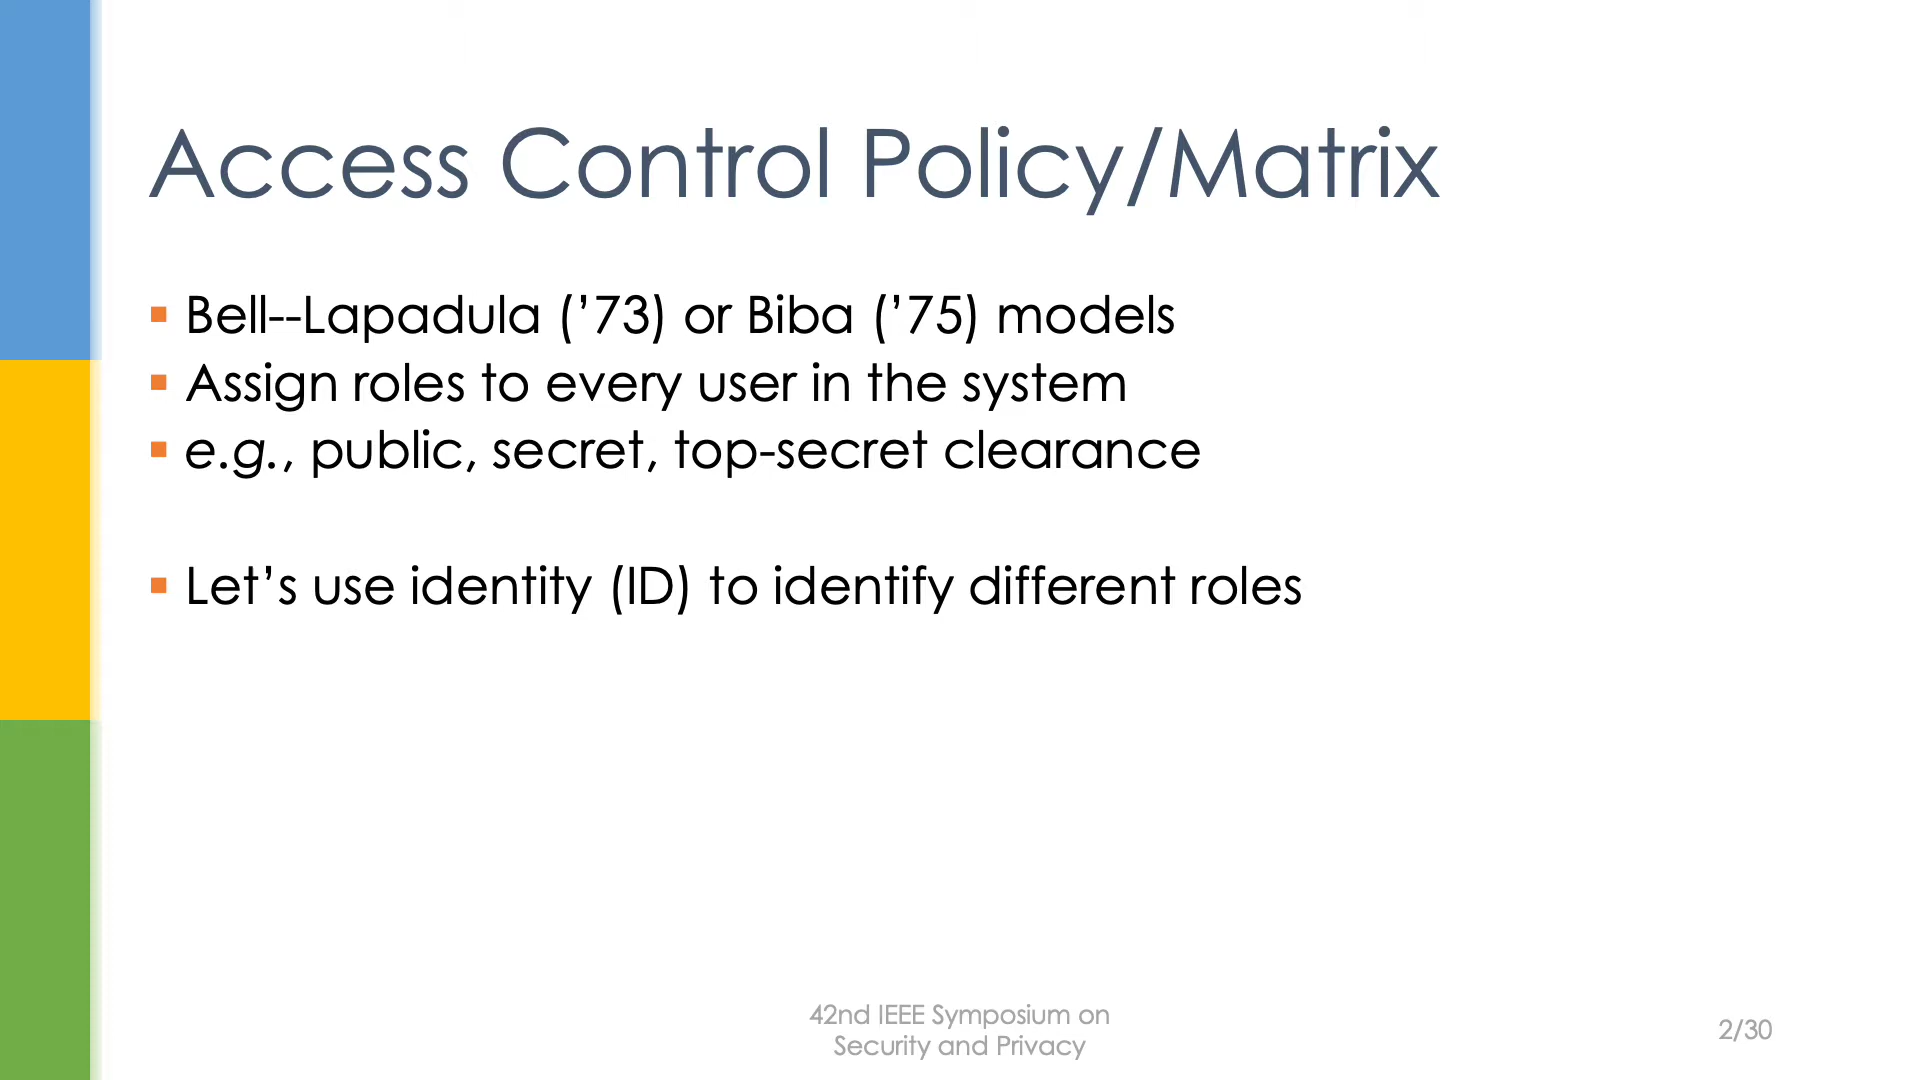 Access Control Policy/Matrix
▪ Bell--Lapadula (’73) or Biba (’75) models
▪ Assign roles to every user in the system
▪ e.g., public, secret, top-secret clearance
▪ Let’s use identity (ID) to identify different roles
42nd IEEE Symposium on
Security and Privacy
2/30